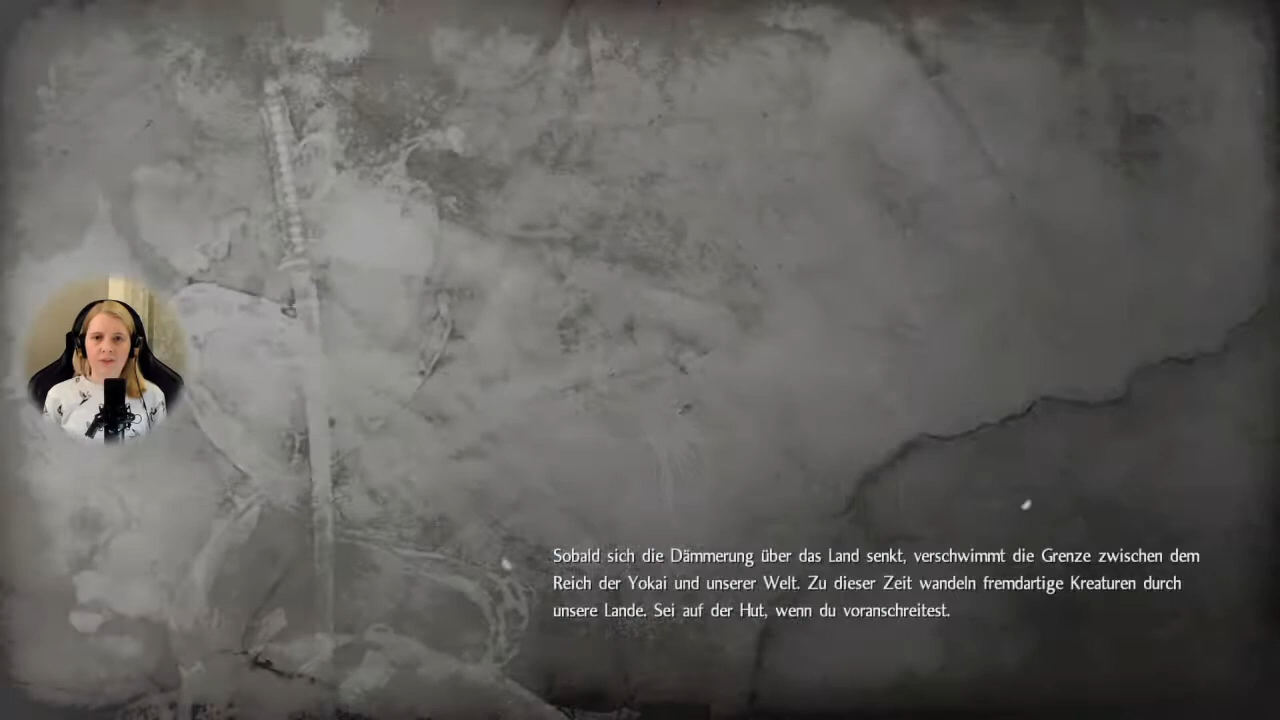 Sobald sich die Dämmerung über das Land senkt, verschwimmt die Grenze zwischen dem
Reich der Yokai und unserer Welt. Zu dieser Zeit wandeln fremdartige Kreaturen durch
unsere Lande. Sei auf der Hut, wenn du voranschreitest.